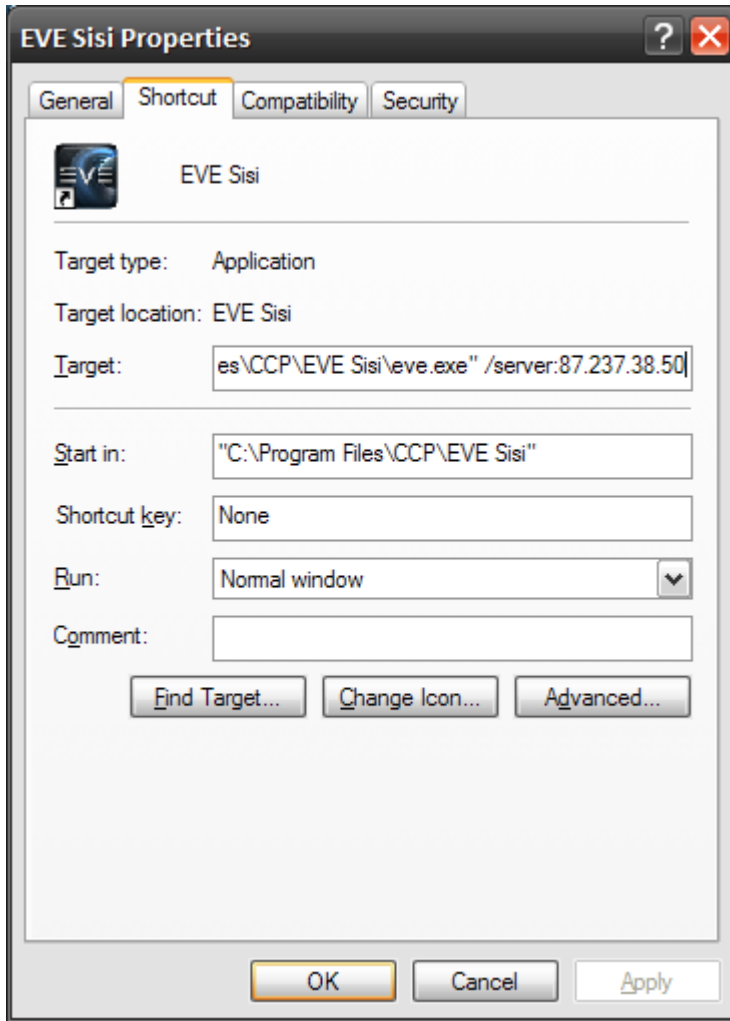 EVE Sisi Properties
?
General Shortcut Compatibility Security
EVE
EVE Sisi
Target type: Application
Target location: EVE Sisi
Target: es\CCP\EVE Sisi\eve.exe" /server:87.237.38.50
Start in: "C:\Program Files\CCP\EVE Sisi"
Shortcut key: None
Run: Normal window
Comment:
Find Target... Change Icon... Advanced...
OK Cancel Apply